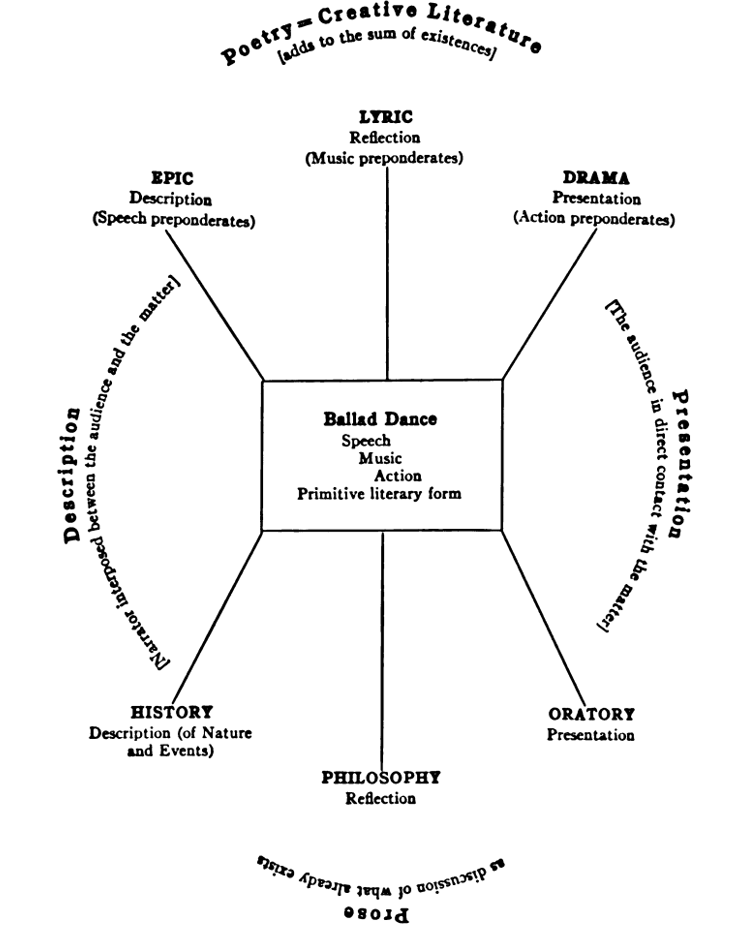 Poetry = Creative Literature
[adds to the sum of existences]
LYRIC
Reflection
(Music preponderates)
EPIC
Description
(Speech preponderates)
DRAMA
Presentation
(Action preponderates)
Description
[Narrator interposed between the audience and the matter]
[The audience in direct contact with the matter]
Presentation
Ballad Dance
Speech
Music
Action
Primitive literary form
HISTORY
Description (of Nature
and Events)
ORATORY
Presentation
PHILOSOPHY
Reflection
as discussion of what already exists
Prose